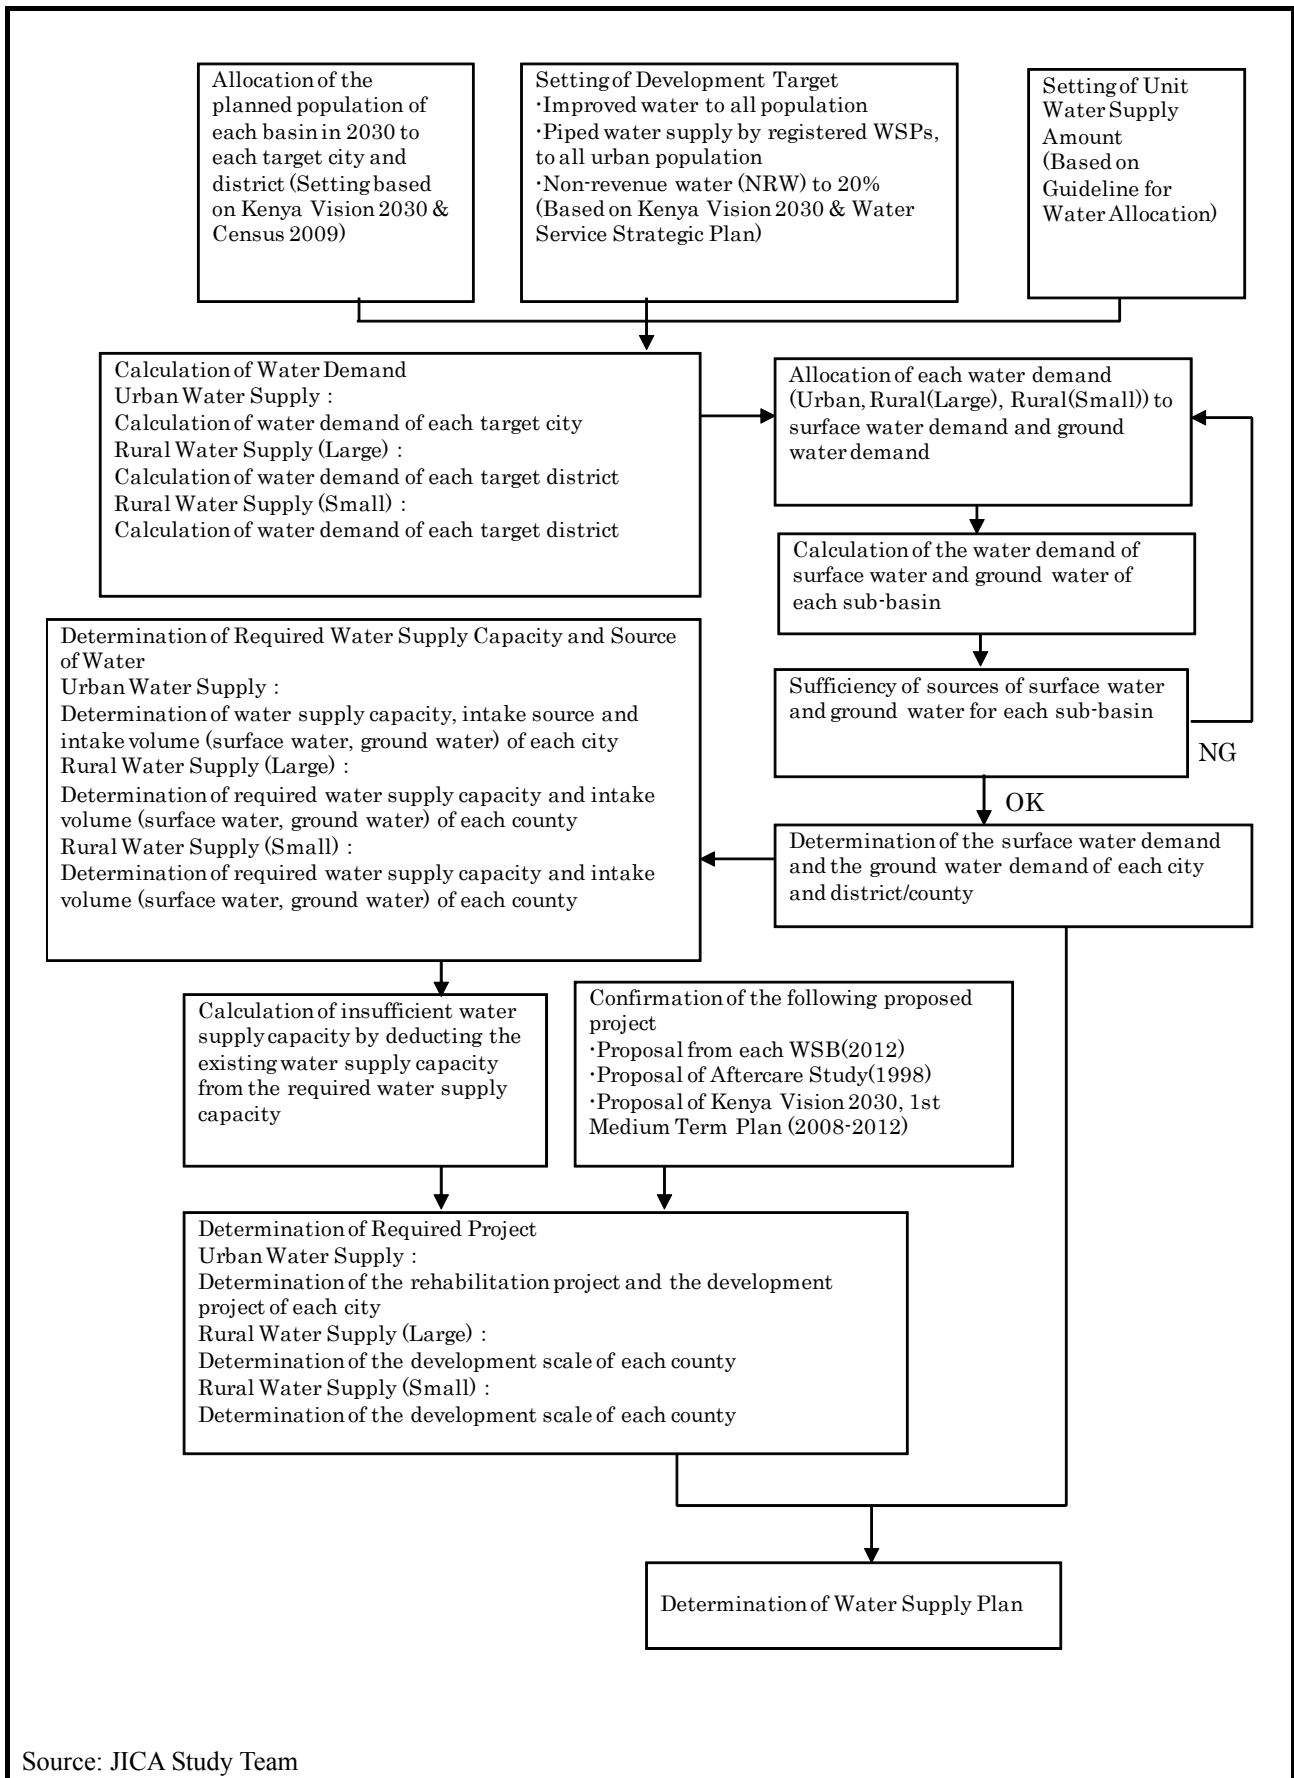 Allocation of the
planned population of
each basin in 2030 to
each target city and
district (Setting based
on Kenya Vision 2030 &
Census 2009)
Setting of Development Target
・Improved water to all population
・Piped water supply by registered WSPs,
to all urban population
・Non-revenue water (NRW) to 20%
(Based on Kenya Vision 2030 & Water
Service Strategic Plan)
Setting of Unit
Water Supply
Amount
(Based on
Guideline for
Water Allocation)
Calculation of Water Demand
Urban Water Supply :
Calculation of water demand of each target city
Rural Water Supply (Large) :
Calculation of water demand of each target district
Rural Water Supply (Small) :
Calculation of water demand of each target district
Allocation of each water demand
(Urban, Rural(Large), Rural(Small)) to
surface water demand and ground
water demand
Calculation of the water demand of
surface water and ground water of
each sub-basin
Sufficiency of sources of surface water
and ground water for each sub-basin
NG
OK
Determination of the surface water demand
and the ground water demand of each city
and district/county
Determination of Required Water Supply Capacity and Source
of Water
Urban Water Supply :
Determination of water supply capacity, intake source and
intake volume (surface water, ground water) of each city
Rural Water Supply (Large) :
Determination of required water supply capacity and intake
volume (surface water, ground water) of each county
Rural Water Supply (Small) :
Determination of required water supply capacity and intake
volume (surface water, ground water) of each county
Calculation of insufficient water
supply capacity by deducting the
existing water supply capacity
from the required water supply
capacity
Confirmation of the following proposed
project
・Proposal from each WSB(2012)
・Proposal of Aftercare Study(1998)
・Proposal of Kenya Vision 2030, 1st
Medium Term Plan (2008-2012)
Determination of Required Project
Urban Water Supply :
Determination of the rehabilitation project and the development
project of each city
Rural Water Supply (Large) :
Determination of the development scale of each county
Rural Water Supply (Small) :
Determination of the development scale of each county
Determination of Water Supply Plan
Source: JICA Study Team